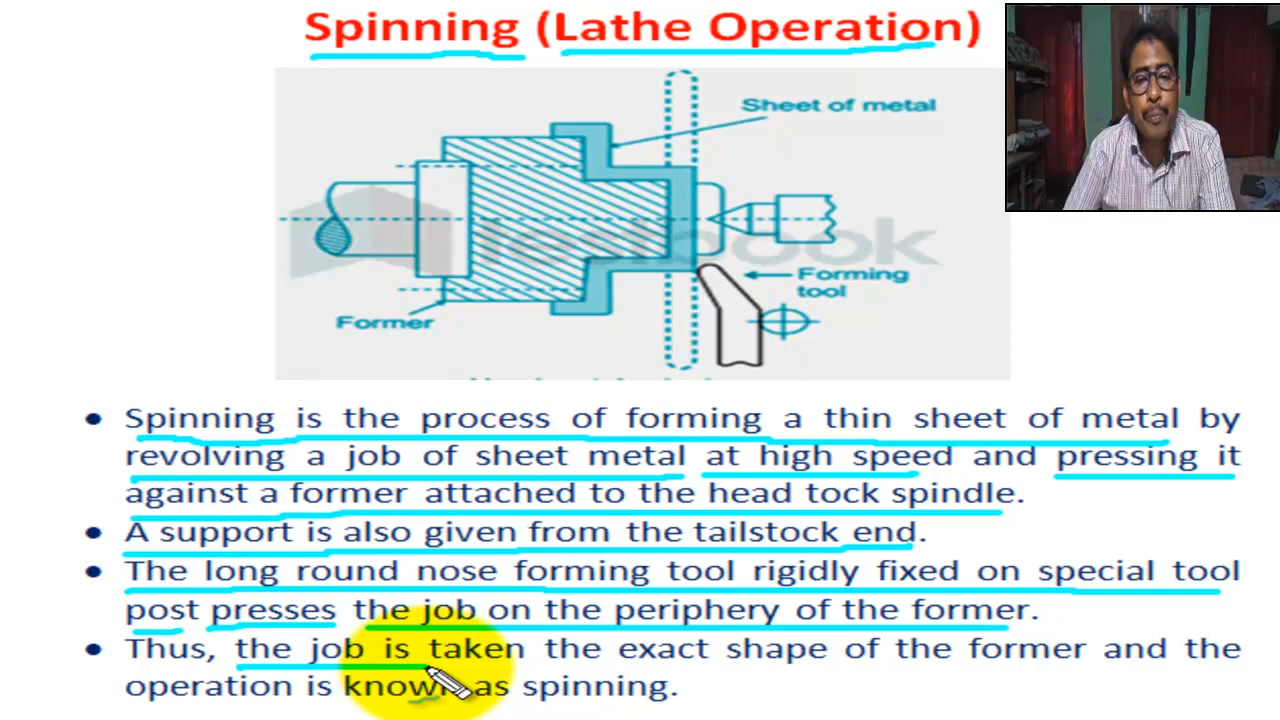 Spinning (Lathe Operation)
Sheet of metal
testbook
Forming
tool
Former
• Spinning is the process of forming a thin sheet of metal by
revolving a job of sheet metal at high speed and pressing it
against a former attached to the head tock spindle.
• A support is also given from the tailstock end.
• The long round nose forming tool rigidly fixed on special tool
post presses the job on the periphery of the former.
• Thus, the job is taken the exact shape of the former and the
operation is known as spinning.